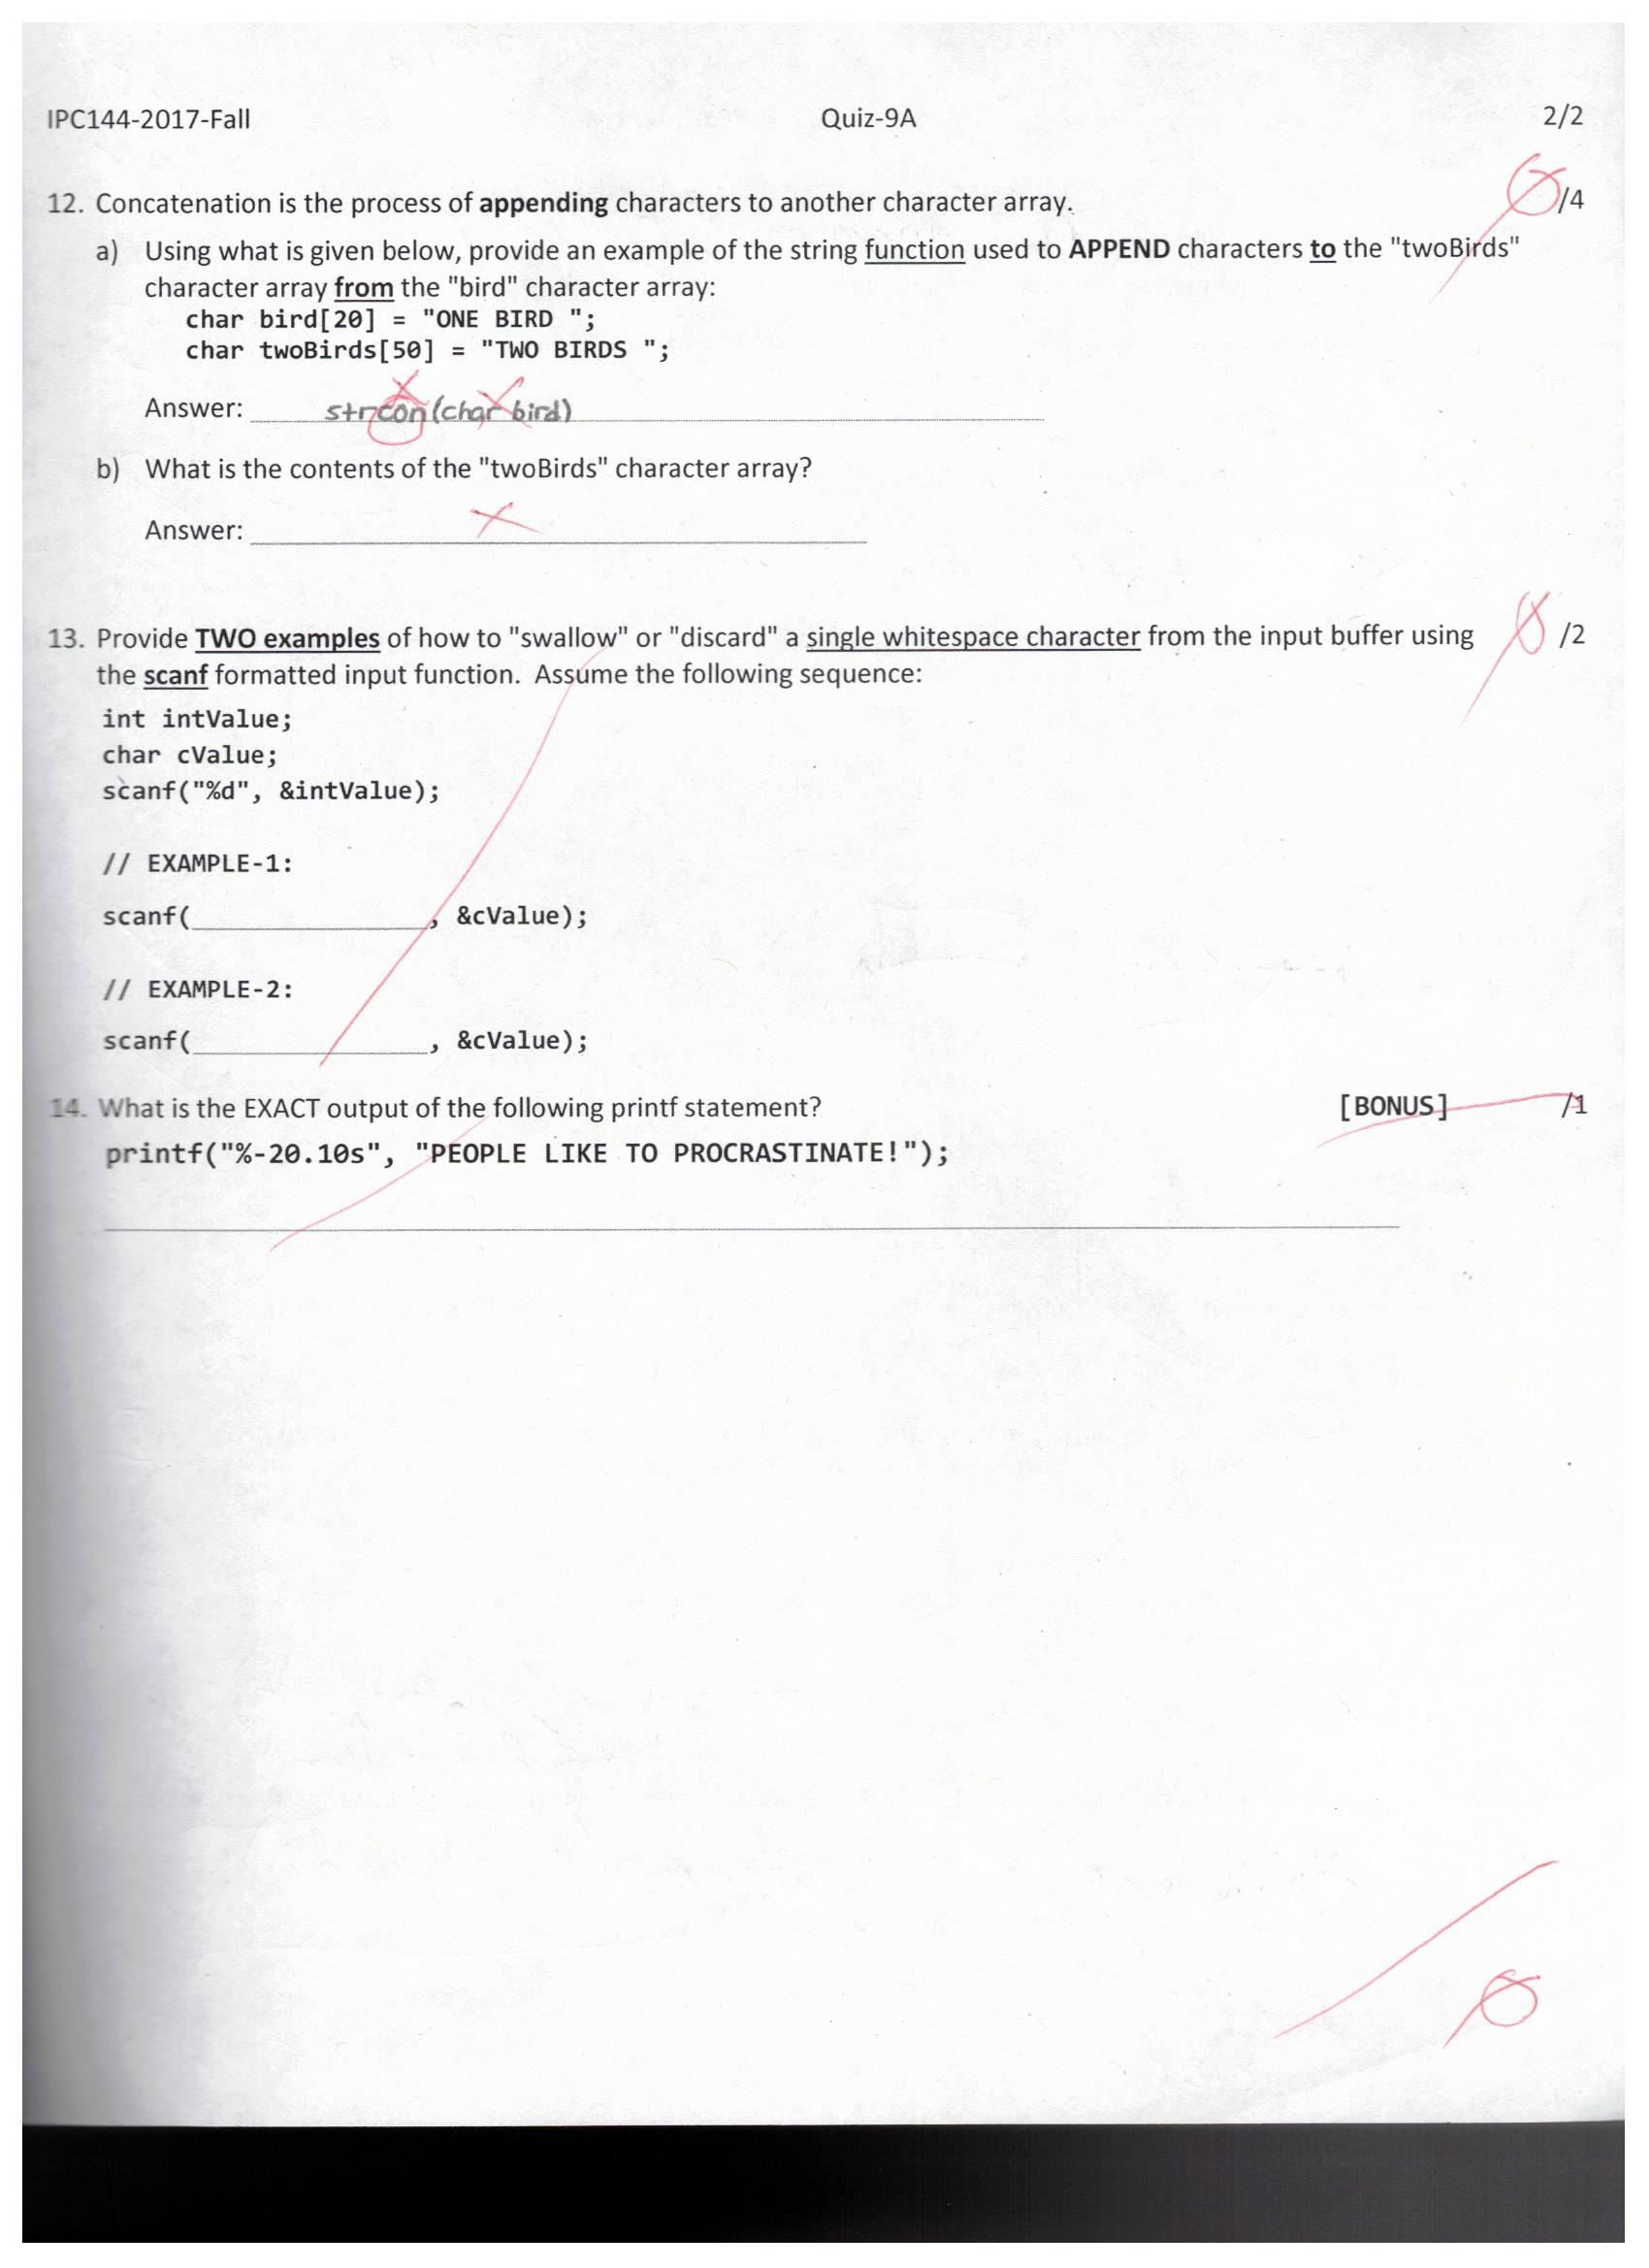 IPC144-2017-Fall Quiz-9A 2/2
12. Concatenation is the process of appending characters to another character array. 0/4
a) Using what is given below, provide an example of the string function used to APPEND characters to the "twoBirds"
character array from the "bird" character array:
char bird[20] = "ONE BIRD ";
char twoBirds[50] = "TWO BIRDS ";
Answer: strcon(char bird)
b) What is the contents of the "twoBirds" character array?
Answer:
13. Provide TWO examples of how to "swallow" or "discard" a single whitespace character from the input buffer using 0/2
the scanf formatted input function. Assume the following sequence:
int intValue;
char cValue;
scanf("%d", &intValue);
// EXAMPLE-1:
scanf(____________, &cValue);
// EXAMPLE-2:
scanf(____________, &cValue);
14. What is the EXACT output of the following printf statement? [BONUS] /1
printf("%-20.10s", "PEOPLE LIKE TO PROCRASTINATE!");
0